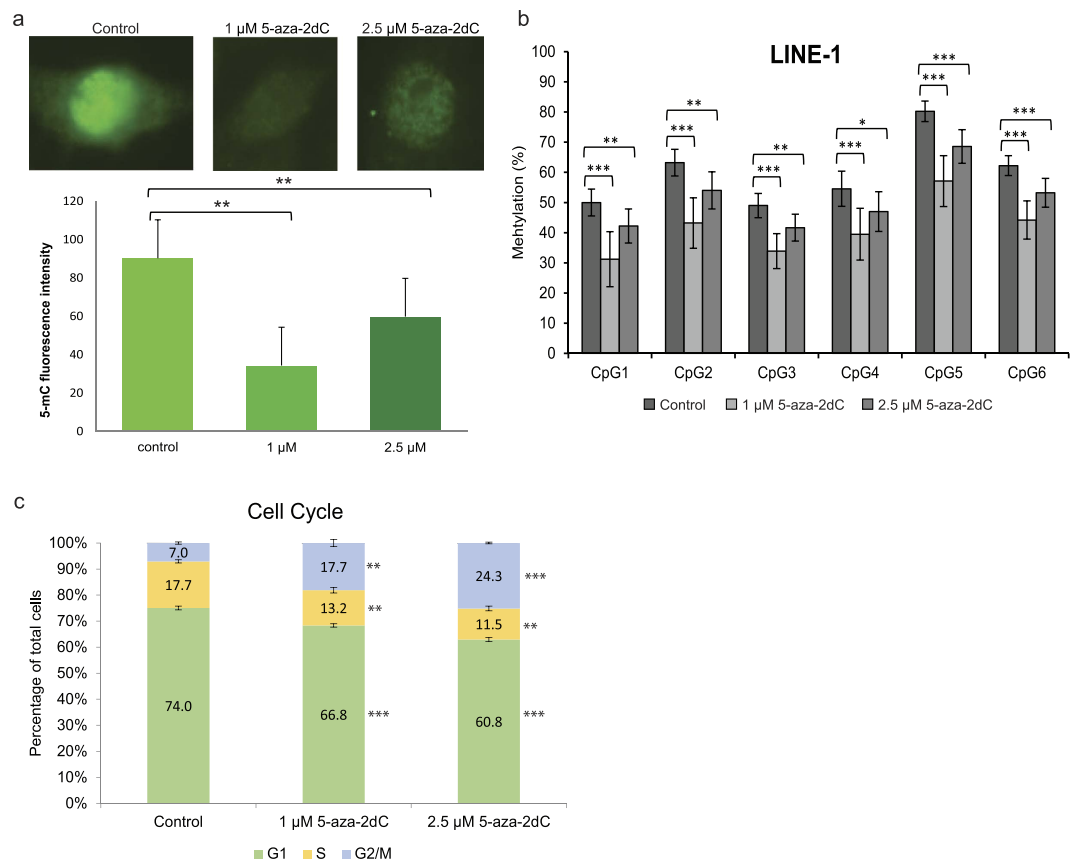 a
Control
1 µM 5-aza-2dC
2.5 µM 5-aza-2dC
**
**
120
100
80
60
40
20
0
5-mC fluorescence intensity
control
1 µM
2.5 µM
b
LINE-1
100
90
80
70
60
50
40
30
20
10
0
Mehtylation (%)
**
***
**
***
**
***
*
***
***
***
***
***
CpG1 CpG2 CpG3 CpG4 CpG5 CpG6
Control 1 µM 5-aza-2dC 2.5 µM 5-aza-2dC
c
Cell Cycle
100%
90%
80%
70%
60%
50%
40%
30%
20%
10%
0%
Percentage of total cells
7.0
17.7
74.0
17.7 **
13.2 **
66.8 ***
24.3 ***
11.5 **
60.8 ***
Control 1 µM 5-aza-2dC 2.5 µM 5-aza-2dC
G1 S G2/M